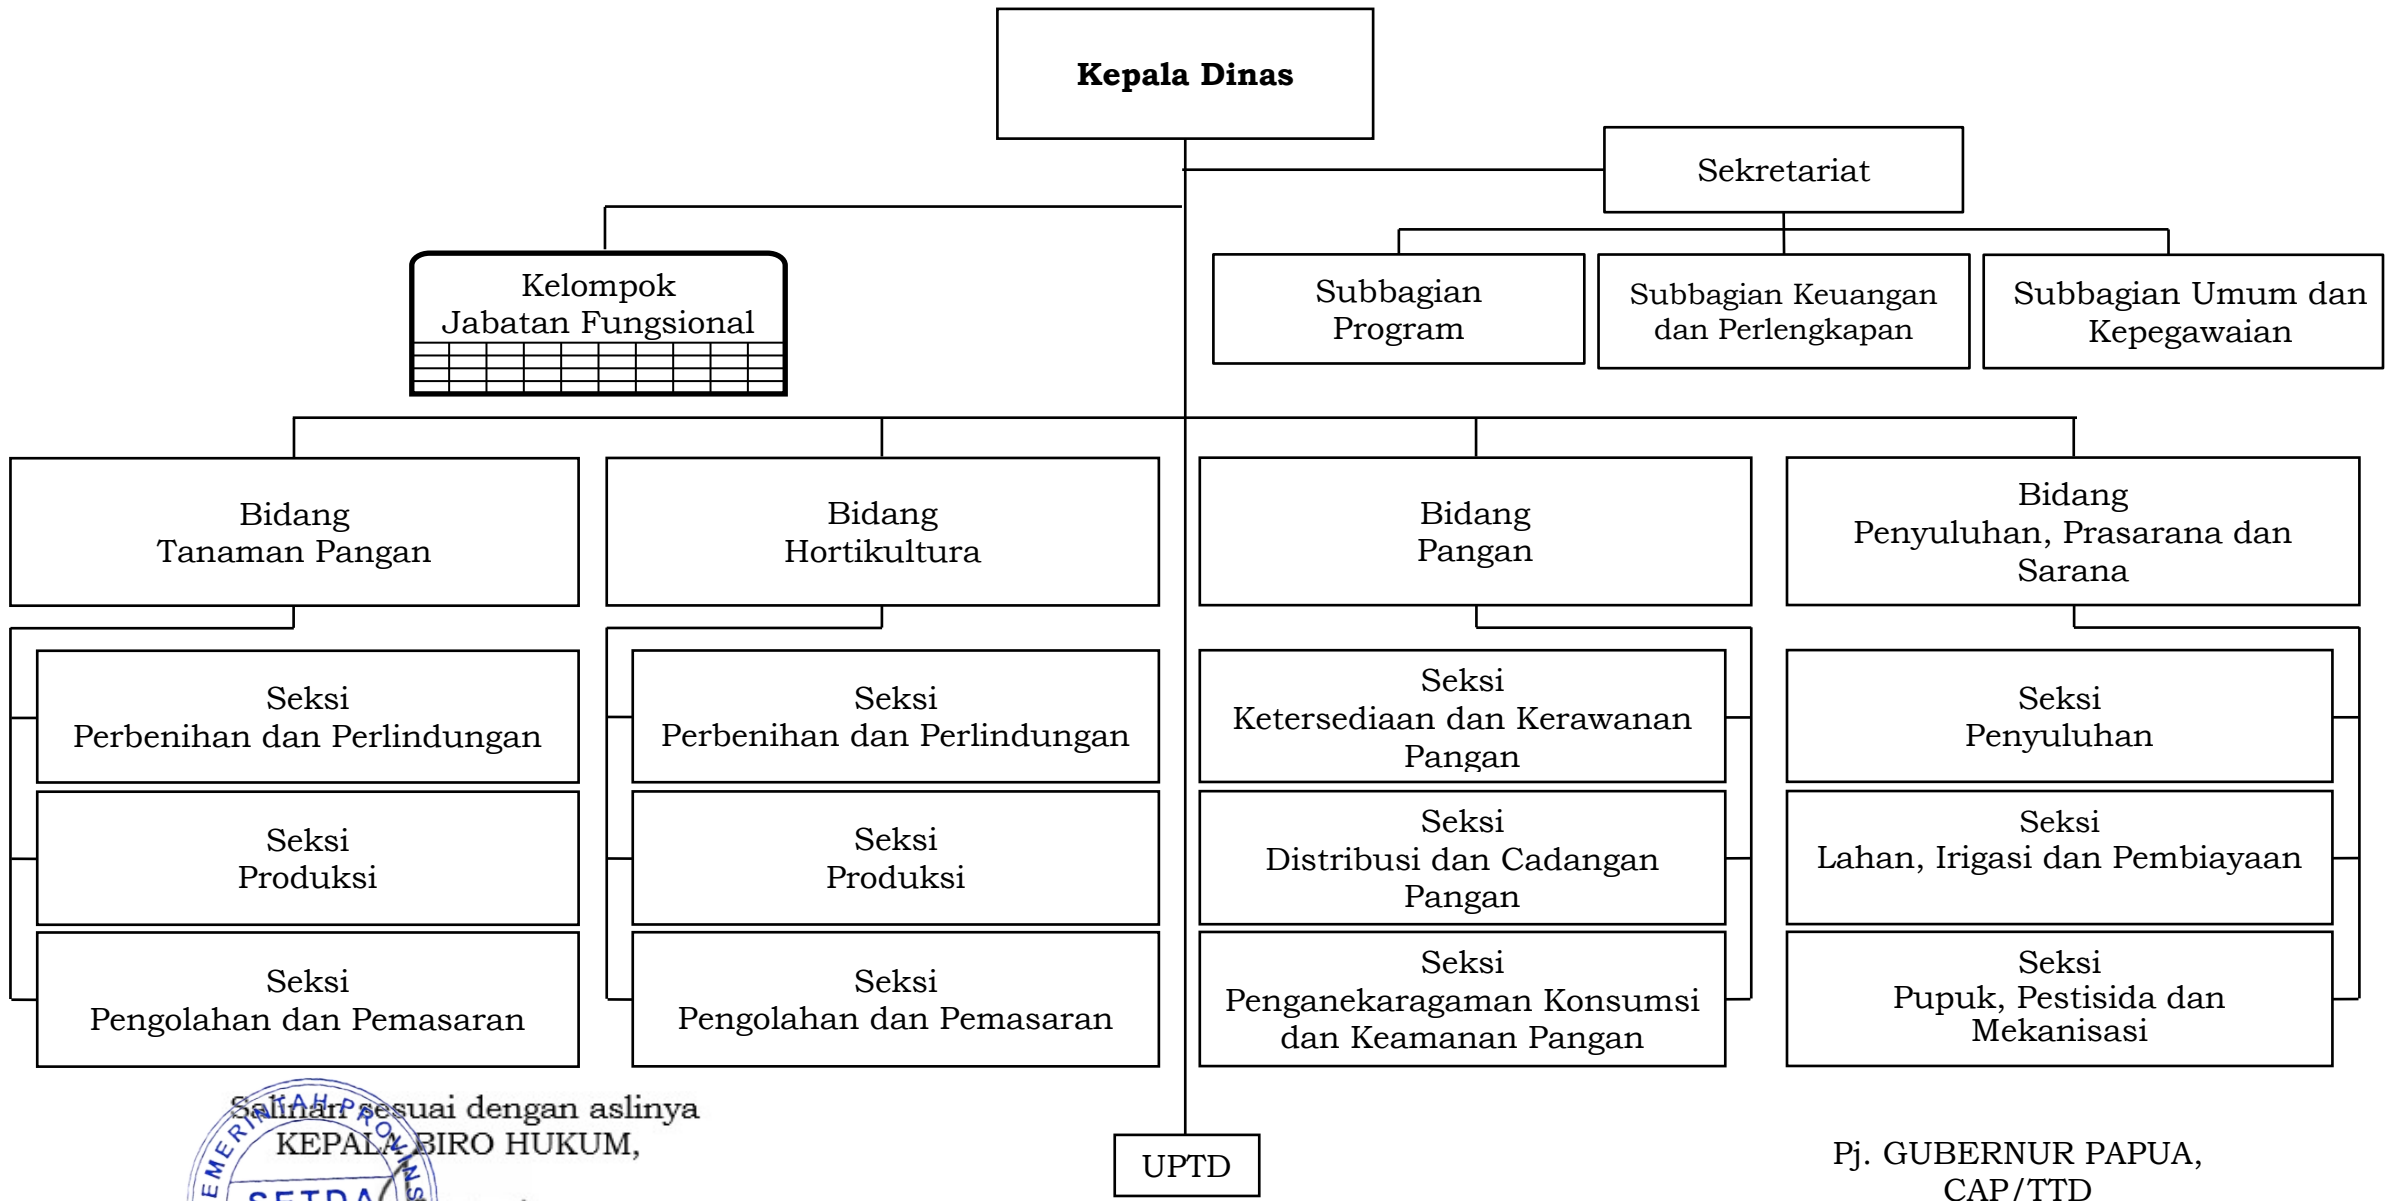 Kepala Dinas
Sekretariat
Kelompok
Jabatan Fungsional
Subbagian
Program
Subbagian Keuangan
dan Perlengkapan
Subbagian Umum dan
Kepegawaian
Bidang
Tanaman Pangan
Bidang
Hortikultura
Bidang
Pangan
Bidang
Penyuluhan, Prasarana dan
Sarana
Seksi
Perbenihan dan Perlindungan
Seksi
Perbenihan dan Perlindungan
Seksi
Ketersediaan dan Kerawanan
Pangan
Seksi
Penyuluhan
Seksi
Produksi
Seksi
Produksi
Seksi
Distribusi dan Cadangan
Pangan
Seksi
Lahan, Irigasi dan Pembiayaan
Seksi
Pengolahan dan Pemasaran
Seksi
Pengolahan dan Pemasaran
Seksi
Penganekaragaman Konsumsi
dan Keamanan Pangan
Seksi
Pupuk, Pestisida dan
Mekanisasi
Salinan sesuai dengan aslinya
KEPALA BIRO HUKUM,
EMERINTAH PROVINS
SETDA
UPTD
Pj. GUBERNUR PAPUA,
CAP/TTD